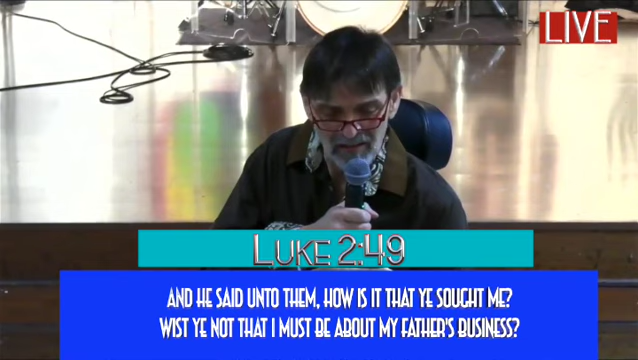 LIVE
LUKE 2:49
AND HE SAID UNTO THEM, HOW IS IT THAT YE SOUGHT ME?
WIST YE NOT THAT I MUST BE ABOUT MY FATHER'S BUSINESS?